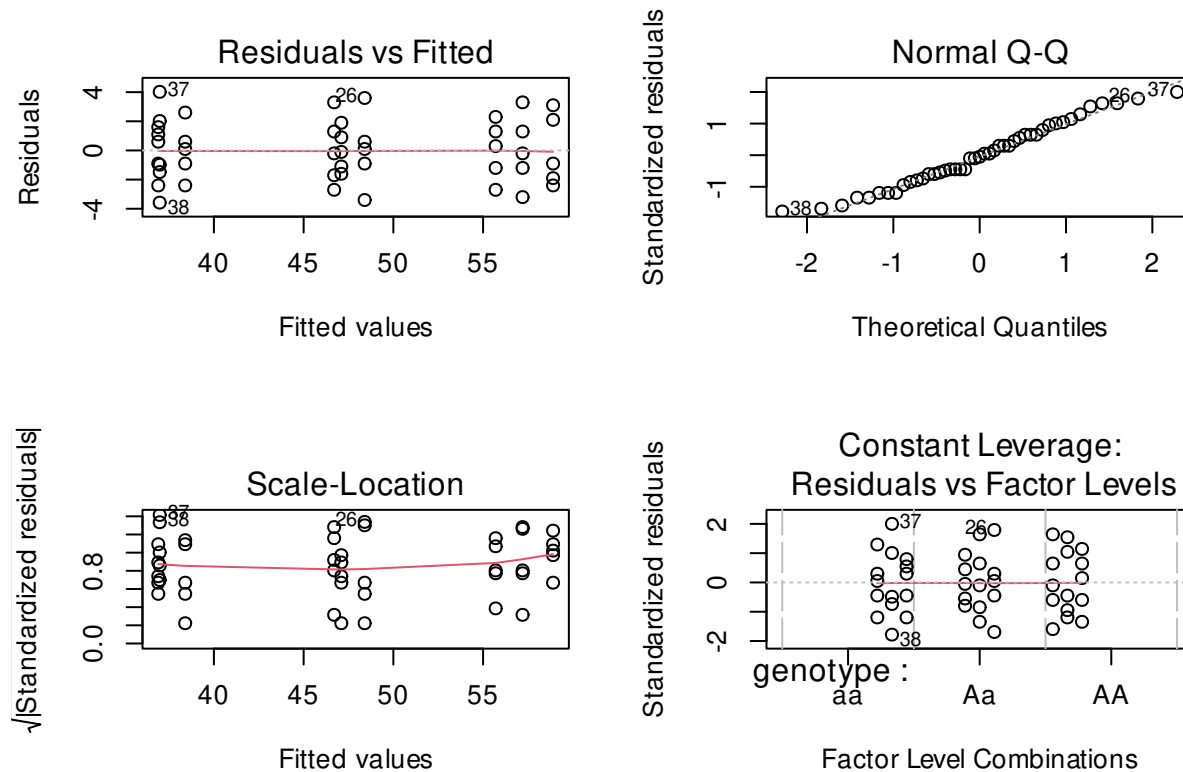 Residuals vs Fitted
Residuals
4
0
-4
37
26
38
40
45
50
55
Fitted values
Normal Q-Q
Standardized residuals
1
-1
26
37
38
-2
-1
0
1
2
Theoretical Quantiles
Scale-Location
√|Standardized residuals|
0.8
0.0
37
38
26
40
45
50
55
Fitted values
Constant Leverage:
Residuals vs Factor Levels
Standardized residuals
2
0
-2
37
26
38
genotype :
aa
Aa
AA
Factor Level Combinations